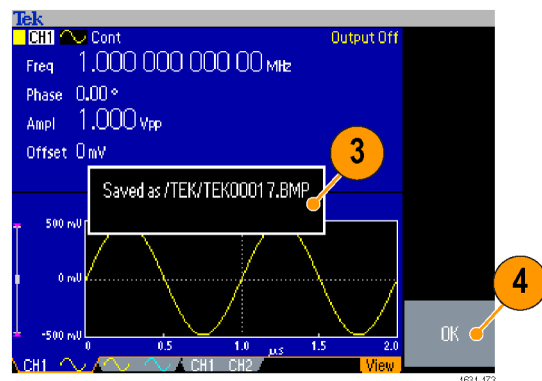 Tek
CH1 Cont Output Off
Freq 1.000 000 000 00 MHz
Phase 0.00 °
Ampl 1.000 Vpp
Offset 0 mV
3
Saved as /TEK/TEK00017.BMP
500 mV
0 mV
-500 mV
0 0.5 1.0 µs 1.5 2.0
4
OK
CH1 CH1 CH2 View
1631-173